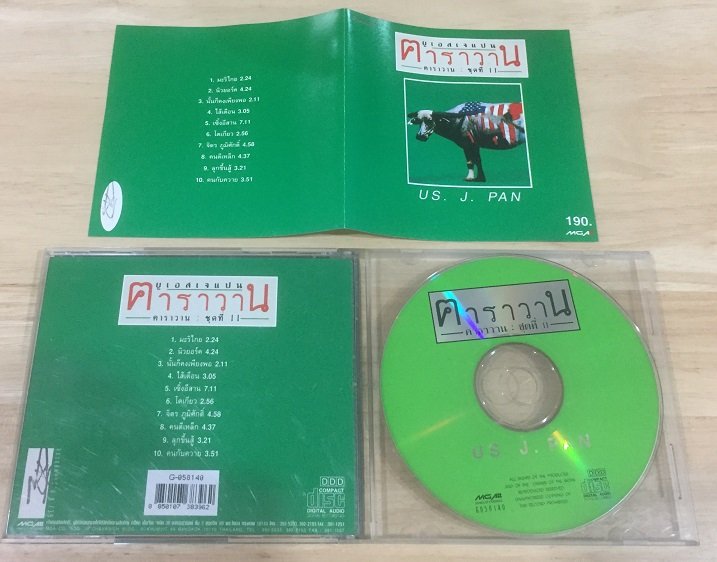 1. มะริไกย 2.24
2. นิวยอร์ค 4.24
3. นั้นก็คงเพียงพอ 2.11
4. ไส้เดือน 3.05
5. เซิ้งอีสาน 7.11
6. โตเกียว 2.56
7. จิตร ภูมิศักดิ์ 4.58
8. คนตีเหล็ก 4.37
9. ลุกขึ้นสู้ 3.21
10. คนกับควาย 3.51
ยูเอสเจแปน
คาราวาน
คาราวาน : ชุดที่ 11
US. J. PAN
190.
MGA
ยูเอสเจแปน
คาราวาน
คาราวาน : ชุดที่ 11
1. มะริไกย 2.24
2. นิวยอร์ค 4.24
3. นั้นก็คงเพียงพอ 2.11
4. ไส้เดือน 3.05
5. เซิ้งอีสาน 7.11
6. โตเกียว 2.56
7. จิตร ภูมิศักดิ์ 4.58
8. คนตีเหล็ก 4.37
9. ลุกขึ้นสู้ 3.21
10. คนกับควาย 3.51
G-058140
0 050107 383962
DDD
COMPACT
disc
DIGITAL AUDIO
คาราวาน
คาราวาน : ชุดที่ 11
US. J. PAN
MGA
G058140
DDD
COMPACT
disc
DIGITAL AUDIO